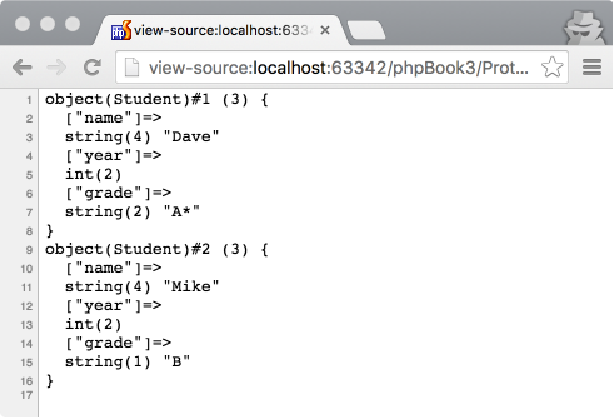 view-source:localhost:633
view-source:localhost:63342/phpBook3/Prot...
1 object(Student)#1 (3) {
2 ["name"]=>
3 string(4) "Dave"
4 ["year"]=>
5 int(2)
6 ["grade"]=>
7 string(2) "A*"
8 }
9 object(Student)#2 (3) {
10 ["name"]=>
11 string(4) "Mike"
12 ["year"]=>
13 int(2)
14 ["grade"]=>
15 string(1) "B"
16 }
17